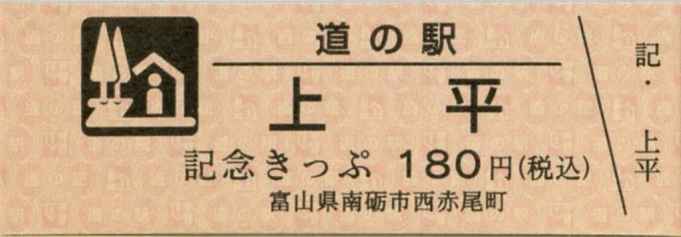 道の駅
上平
記念きっぷ 180円(税込)
富山県南砺市西赤尾町
記・上平